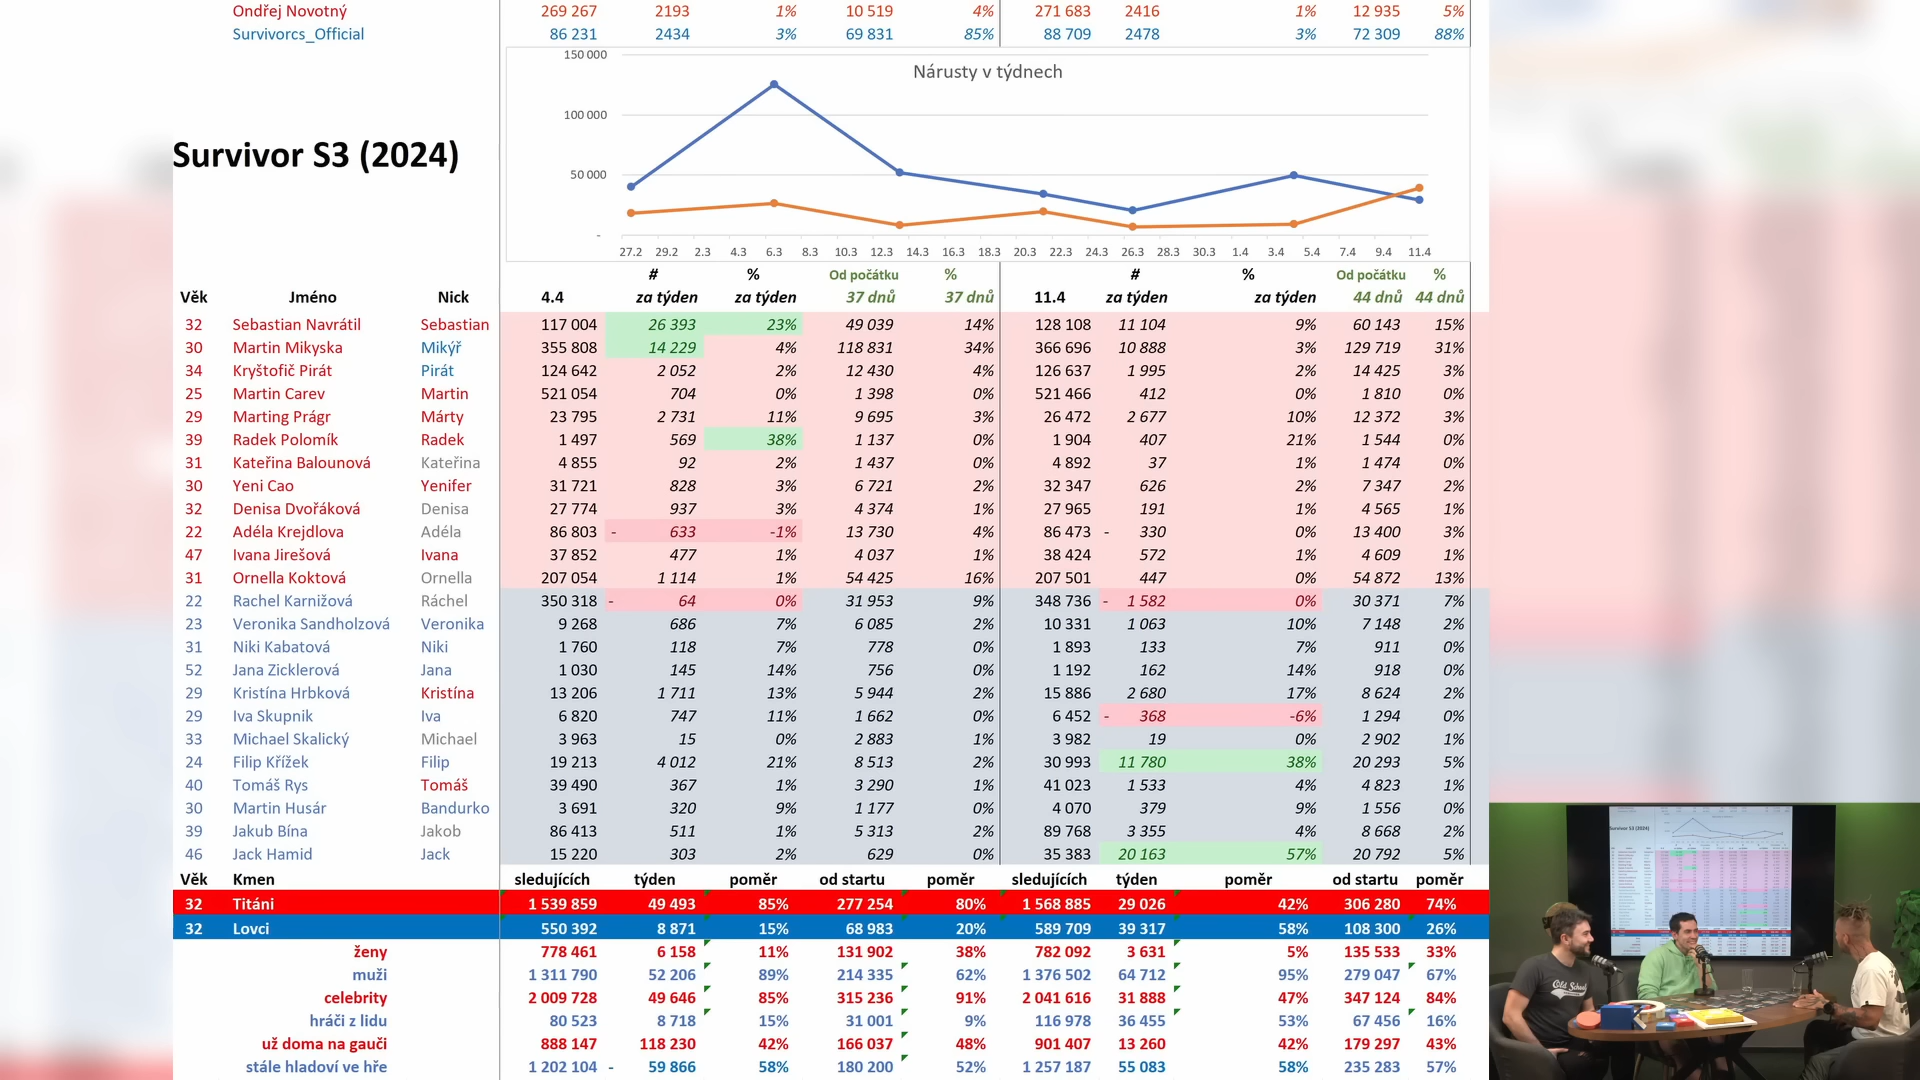 Ondřej Novotný 269 267 2193 1% 10 519 4% 271 683 2416 1% 12 935 5%
Survivorcs_Official 86 231 2434 3% 69 831 85% 88 709 2478 3% 72 309 88%
Nárusty v týdnech
150 000
100 000
50 000
-
27.2 29.2 2.3 4.3 6.3 8.3 10.3 12.3 14.3 16.3 18.3 20.3 22.3 24.3 26.3 28.3 30.3 1.4 3.4 5.4 7.4 9.4 11.4
Survivor S3 (2024)
# % Od počátku % # % Od počátku %
Věk Jméno Nick 4.4 za týden za týden 37 dnů 37 dnů 11.4 za týden za týden 44 dnů 44 dnů
32 Sebastian Navrátil Sebastian 117 004 26 393 23% 49 039 14% 128 108 11 104 9% 60 143 15%
30 Martin Mikyska Mikýř 355 808 14 229 4% 118 831 34% 366 696 10 888 3% 129 719 31%
34 Kryštofič Pirát Pirát 124 642 2 052 2% 12 430 4% 126 637 1 995 2% 14 425 3%
25 Martin Carev Martin 521 054 704 0% 1 398 0% 521 466 412 0% 1 810 0%
29 Marting Prágr Márty 23 795 2 731 11% 9 695 3% 26 472 2 677 10% 12 372 3%
39 Radek Polomík Radek 1 497 569 38% 1 137 0% 1 904 407 21% 1 544 0%
31 Kateřina Balounová Kateřina 4 855 92 2% 1 437 0% 4 892 37 1% 1 474 0%
30 Yeni Cao Yenifer 31 721 828 3% 6 721 2% 32 347 626 2% 7 347 2%
32 Denisa Dvořáková Denisa 27 774 937 3% 4 374 1% 27 965 191 1% 4 565 1%
22 Adéla Krejdlova Adéla 86 803 - 633 -1% 13 730 4% 86 473 - 330 0% 13 400 3%
47 Ivana Jirešová Ivana 37 852 477 1% 4 037 1% 38 424 572 1% 4 609 1%
31 Ornella Koktová Ornella 207 054 1 114 1% 54 425 16% 207 501 447 0% 54 872 13%
22 Rachel Karnižová Ráchel 350 318 - 64 0% 31 953 9% 348 736 - 1 582 0% 30 371 7%
23 Veronika Sandholzová Veronika 9 268 686 7% 6 085 2% 10 331 1 063 10% 7 148 2%
31 Niki Kabatová Niki 1 760 118 7% 778 0% 1 893 133 7% 911 0%
52 Jana Zicklerová Jana 1 030 145 14% 756 0% 1 192 162 14% 918 0%
29 Kristína Hrbková Kristína 13 206 1 711 13% 5 944 2% 15 886 2 680 17% 8 624 2%
29 Iva Skupnik Iva 6 820 747 11% 1 662 0% 6 452 - 368 -6% 1 294 0%
33 Michael Skalický Michael 3 963 15 0% 2 883 1% 3 982 19 0% 2 902 1%
24 Filip Křížek Filip 19 213 4 012 21% 8 513 2% 30 993 11 780 38% 20 293 5%
40 Tomáš Rys Tomáš 39 490 367 1% 3 290 1% 41 023 1 533 4% 4 823 1%
30 Martin Husár Bandurko 3 691 320 9% 1 177 0% 4 070 379 9% 1 556 0%
39 Jakub Bína Jakob 86 413 511 1% 5 313 2% 89 768 3 355 4% 8 668 2%
46 Jack Hamid Jack 15 220 303 2% 629 0% 35 383 20 163 57% 20 792 5%
Věk Kmen sledujících týden poměr od startu poměr sledujících týden poměr od startu poměr
32 Titáni 1 539 859 49 493 85% 277 254 80% 1 568 885 29 026 42% 306 280 74%
32 Lovci 550 392 8 871 15% 68 983 20% 589 709 39 317 58% 108 300 26%
ženy 778 461 6 158 11% 131 902 38% 782 092 3 631 5% 135 533 33%
muži 1 311 790 52 206 89% 214 335 62% 1 376 502 64 712 95% 279 047 67%
celebrity 2 009 728 49 646 85% 315 236 91% 2 041 616 31 888 47% 347 124 84%
hráči z lidu 80 523 8 718 15% 31 001 9% 116 978 36 455 53% 67 456 16%
už doma na gauči 888 147 118 230 42% 166 037 48% 901 407 13 260 42% 179 297 43%
stále hladoví ve hře 1 202 104 - 59 866 58% 180 200 52% 1 257 187 55 083 58% 235 283 57%
Survivor S3 (2024)
Old School